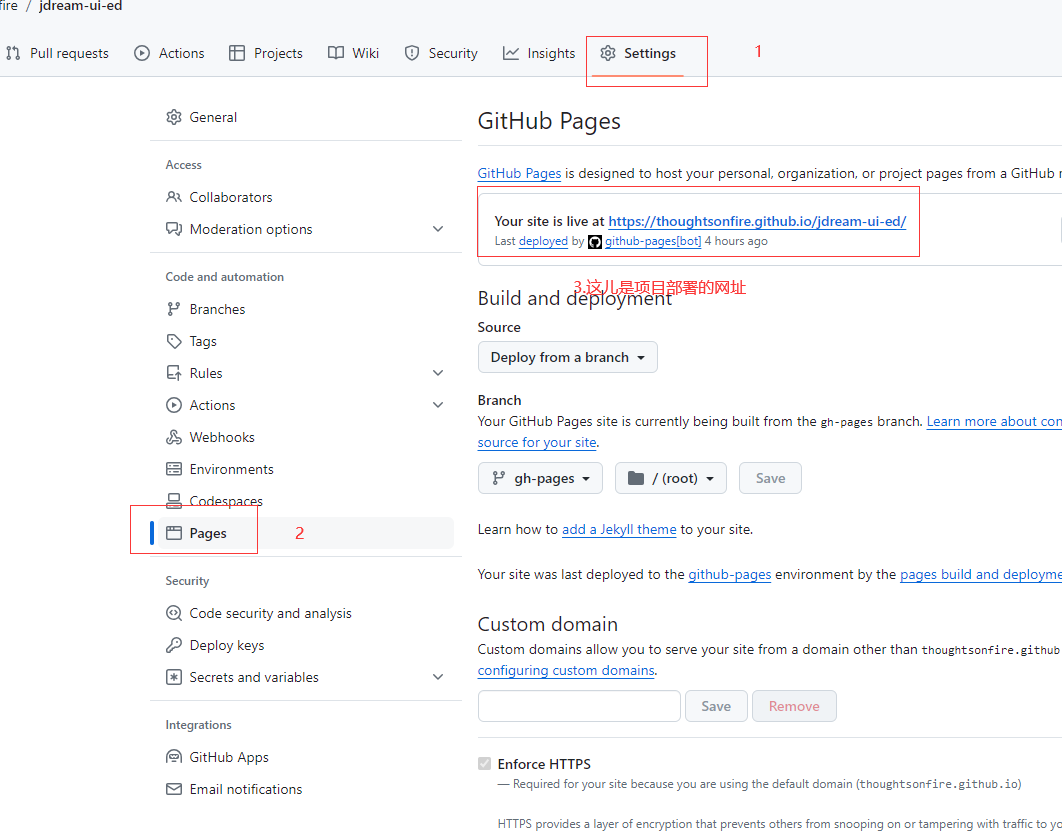 fire / jdream-ui-ed
Pull requests Actions Projects Wiki Security Insights Settings 1
General
Access
Collaborators
Moderation options
Code and automation
Branches
Tags
Rules
Actions
Webhooks
Environments
Codespaces
Pages 2
Security
Code security and analysis
Deploy keys
Secrets and variables
Integrations
GitHub Apps
Email notifications
GitHub Pages
GitHub Pages is designed to host your personal, organization, or project pages from a GitHub
Your site is live at https://thoughtsonfire.github.io/jdream-ui-ed/
Last deployed by github-pages[bot] 4 hours ago
3.这儿是项目部署的网址
Build and deployment
Source
Deploy from a branch
Branch
Your GitHub Pages site is currently being built from the gh-pages branch. Learn more about con
source for your site.
gh-pages / (root) Save
Learn how to add a Jekyll theme to your site.
Your site was last deployed to the github-pages environment by the pages build and deployme
Custom domain
Custom domains allow you to serve your site from a domain other than thoughtsonfire.github
configuring custom domains.
Save Remove
Enforce HTTPS
— Required for your site because you are using the default domain (thoughtsonfire.github.io)
HTTPS provides a layer of encryption that prevents others from snooping on or tampering with traffic to yo